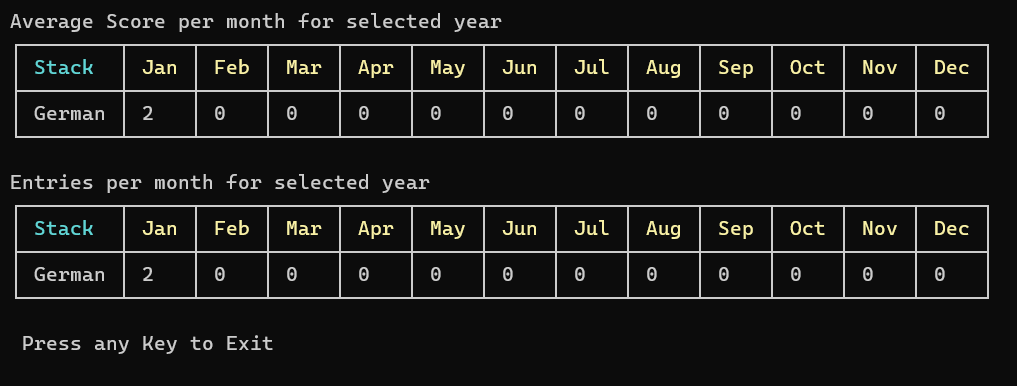 Average Score per month for selected year
Stack Jan Feb Mar Apr May Jun Jul Aug Sep Oct Nov Dec
German 2 0 0 0 0 0 0 0 0 0 0 0
Entries per month for selected year
Stack Jan Feb Mar Apr May Jun Jul Aug Sep Oct Nov Dec
German 2 0 0 0 0 0 0 0 0 0 0 0
Press any Key to Exit